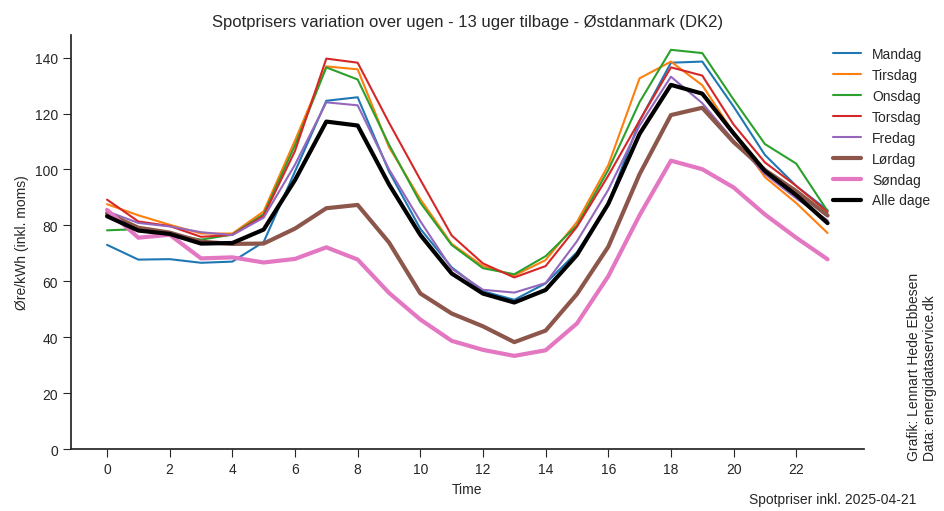 Spotprisers variation over ugen - 13 uger tilbage - Østdanmark (DK2)
Øre/kWh (inkl. moms)
140
120
100
80
60
40
20
0
0 2 4 6 8 10 12 14 16 18 20 22
Time
Mandag
Tirsdag
Onsdag
Torsdag
Fredag
Lørdag
Søndag
Alle dage
Grafik: Lennart Hede Ebbesen
Data: energidataservice.dk
Spotpriser inkl. 2025-04-21